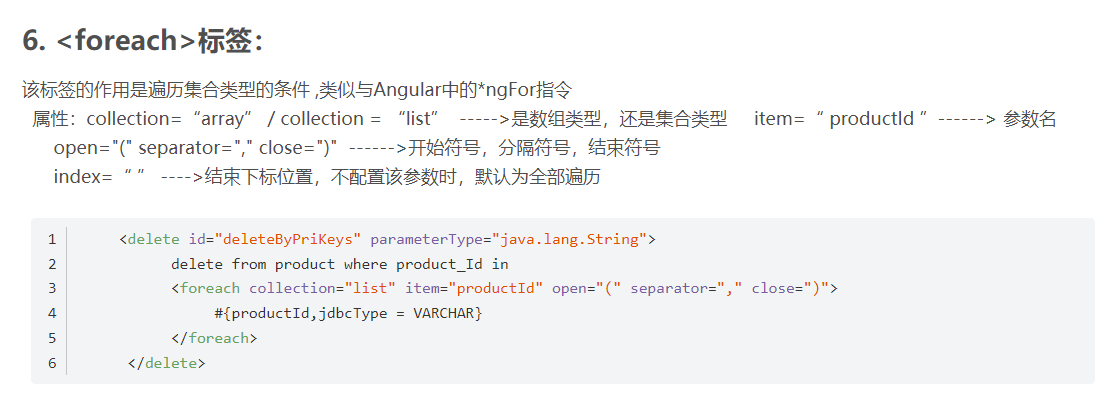 6. <foreach>标签：
该标签的作用是遍历集合类型的条件 ,类似与Angular中的*ngFor指令
属性：collection=“array” / collection = “list” ----->是数组类型，还是集合类型 item=“ productId ”------> 参数名
open="(" separator="," close=")" ------>开始符号，分隔符号，结束符号
index=“ ” ---->结束下标位置，不配置该参数时，默认为全部遍历
1 <delete id="deleteByPriKeys" parameterType="java.lang.String">
2 delete from product where product_Id in
3 <foreach collection="list" item="productId" open="(" separator="," close=")">
4 #{productId,jdbcType = VARCHAR}
5 </foreach>
6 </delete>